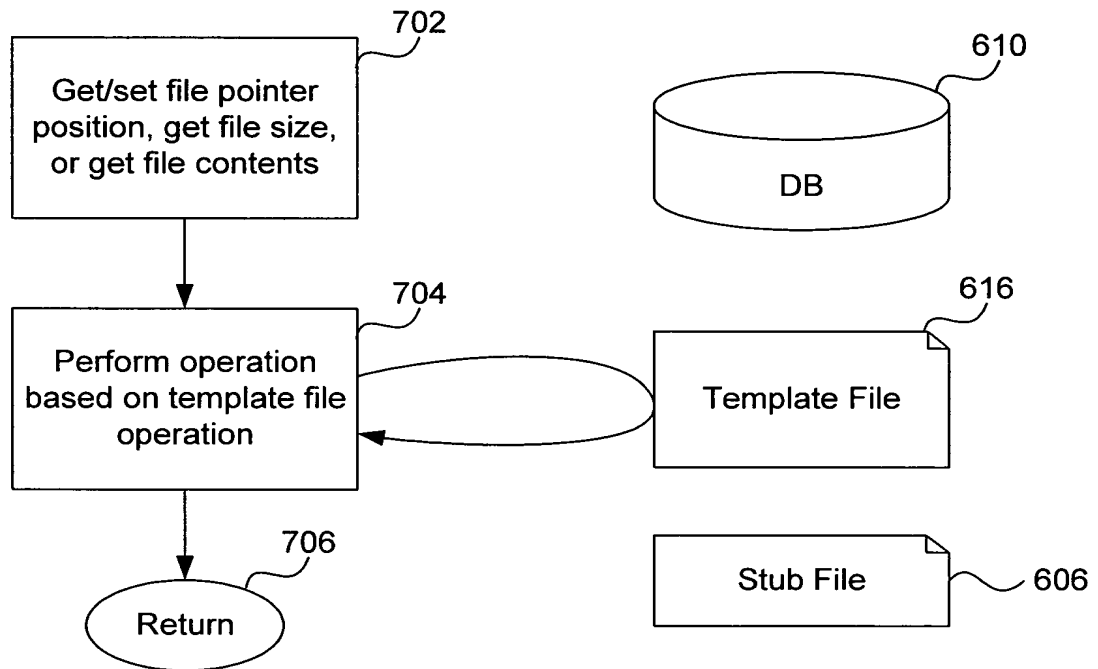 702
Get/set file pointer
position, get file size,
or get file contents
610
DB
704
Perform operation
based on template file
operation
616
Template File
706
Return
Stub File
606